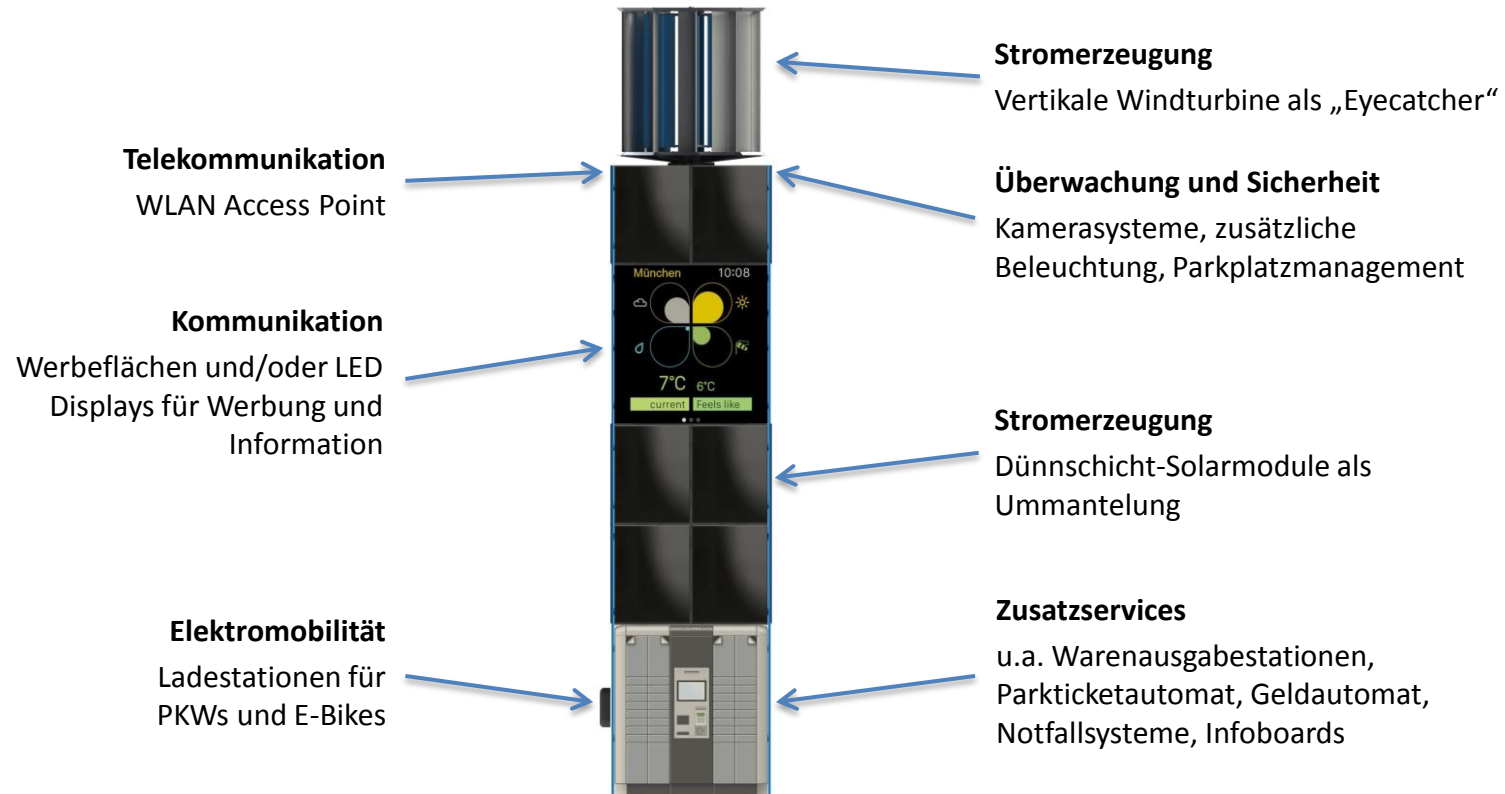 Stromerzeugung
Vertikale Windturbine als „Eyecatcher“
Telekommunikation
WLAN Access Point
Überwachung und Sicherheit
Kamerasysteme, zusätzliche
Beleuchtung, Parkplatzmanagement
München 10:08
7°C 6°C
current Feels like
Kommunikation
Werbeflächen und/oder LED
Displays für Werbung und
Information
Stromerzeugung
Dünnschicht-Solarmodule als
Ummantelung
Elektromobilität
Ladestationen für
PKWs und E-Bikes
Zusatzservices
u.a. Warenausgabestationen,
Parkticketautomat, Geldautomat,
Notfallsysteme, Infoboards